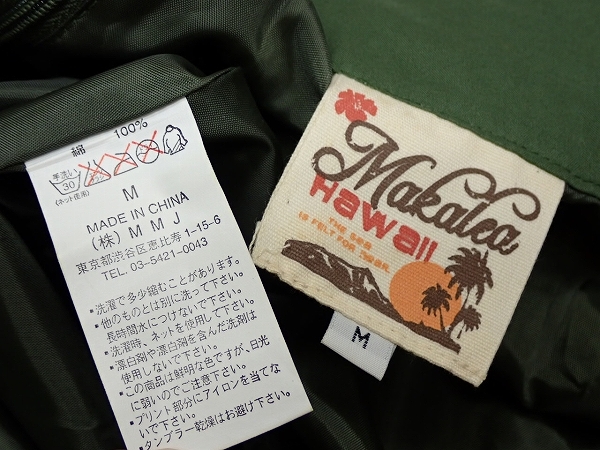 綿 100%
手洗い
30
(ネット使用)
M
MADE IN CHINA
(株) M M J
東京都渋谷区恵比寿1-15-6
TEL. 03-5421-0043
•洗濯で多少縮むことがあります。
•他のものとは別に洗って下さい。
長時間水につけないで下さい。
•洗濯時、ネットを使用して下さい。
•漂白剤や漂白剤を含んだ洗剤は
使用しないで下さい。
•この商品は鮮明な色ですが、日光
に弱いのでご注意下さい。
•プリント部分にアイロンを当てな
いで下さい。
•タンブラー乾燥はお避け下さい。
Makalea
Hawaii
THE SEA
IS FELT FOR
M